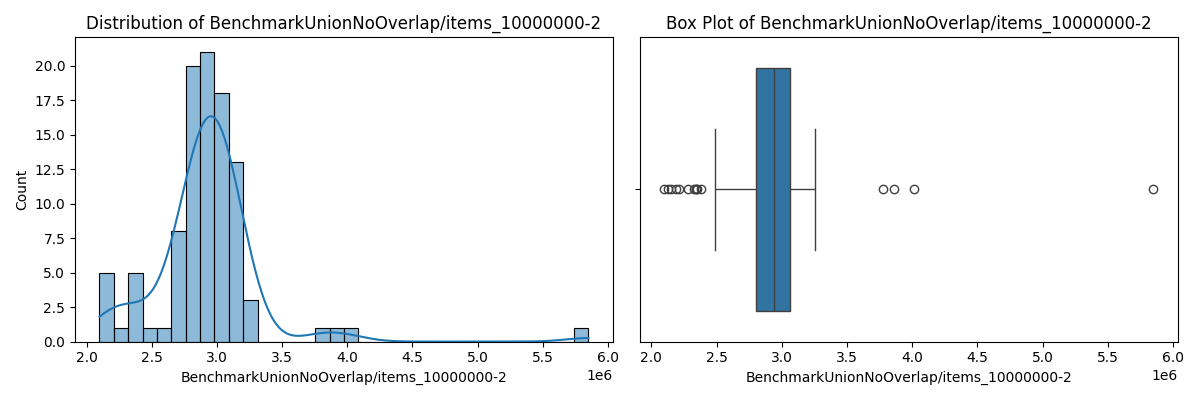 Distribution of BenchmarkUnionNoOverlap/items_10000000-2
Count
20.0
17.5
15.0
12.5
10.0
7.5
5.0
2.5
0.0
2.0 2.5 3.0 3.5 4.0 4.5 5.0 5.5 6.0
1e6
BenchmarkUnionNoOverlap/items_10000000-2
Box Plot of BenchmarkUnionNoOverlap/items_10000000-2
2.0 2.5 3.0 3.5 4.0 4.5 5.0 5.5 6.0
1e6
BenchmarkUnionNoOverlap/items_10000000-2